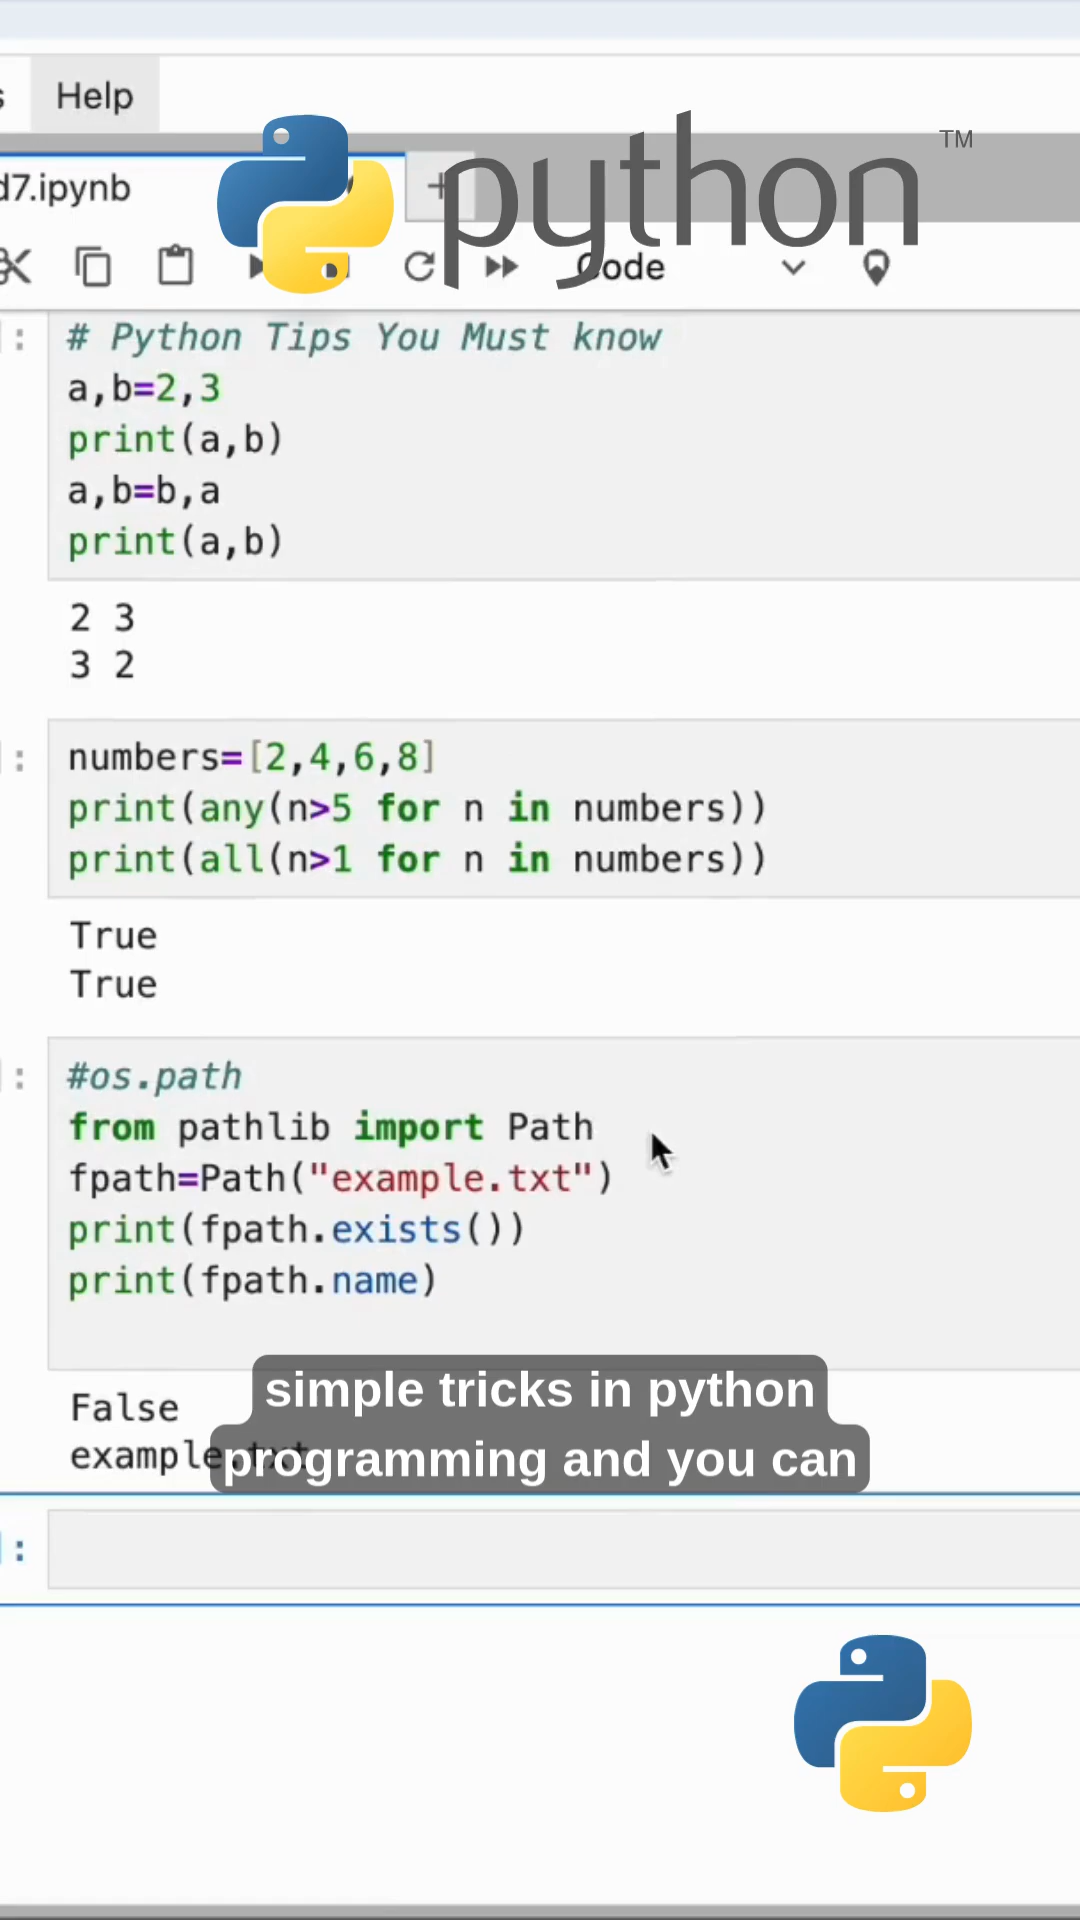 s Help
python™
d7.ipynb +
Code
]: # Python Tips You Must know
a,b=2,3
print(a,b)
a,b=b,a
print(a,b)
2 3
3 2
]: numbers=[2,4,6,8]
print(any(n>5 for n in numbers))
print(all(n>1 for n in numbers))
True
True
]: #os.path
from pathlib import Path
fpath=Path("example.txt")
print(fpath.exists())
print(fpath.name)
False
example.txt
simple tricks in python
programming and you can
]: